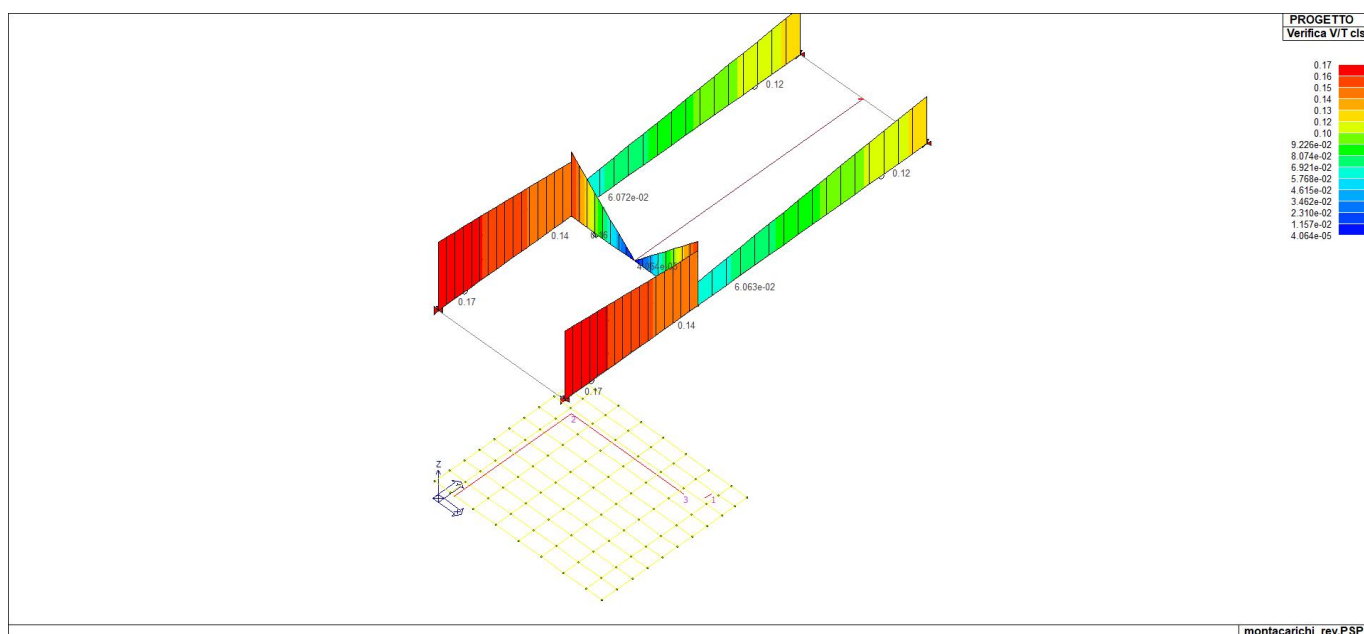 PROGETTO
Verifica V/T cls
0.17
0.16
0.15
0.14
0.13
0.12
0.10
9.226e-02
8.074e-02
6.921e-02
5.768e-02
4.615e-02
3.462e-02
2.310e-02
1.157e-02
4.064e-05
0.12
0.12
6.072e-02
0.14
6.063e-02
0.17
0.14
0.17
Z
2
3
1
montacarichi_rev.PSP